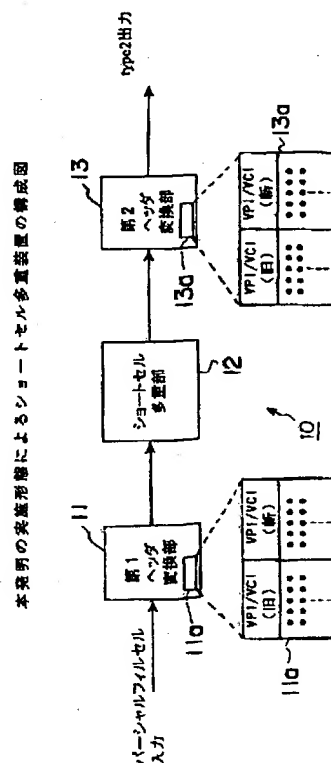 本発明の実施形態によるショートセル多重装置の構成図
パーシャルフィルセル
入力
11
第1
ヘッダ
変換部
11a
12
ショートセル
多重部
13
第2
ヘッダ
変換部
13a
type2出力
10
11a
VPI/VCI
(旧)
VPI/VCI
(新)
VPI/VCI
(旧)
VPI/VCI
(新)
13a